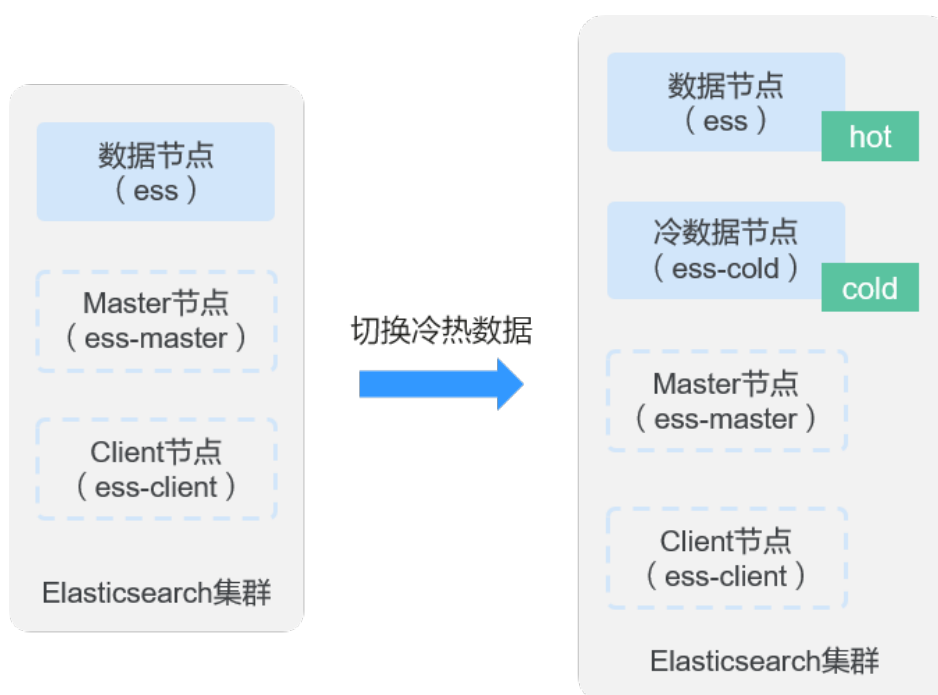 数据节点
（ess）
Master节点
（ess-master）
Client节点
（ess-client）
Elasticsearch集群
切换冷热数据
数据节点
（ess）
hot
冷数据节点
（ess-cold）
cold
Master节点
（ess-master）
Client节点
（ess-client）
Elasticsearch集群